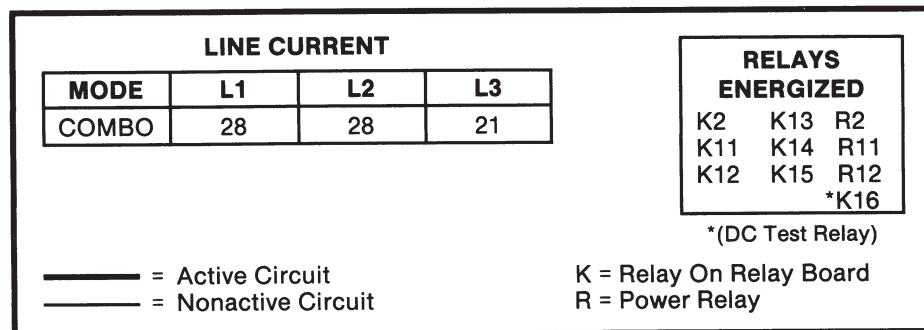 LINE CURRENT
MODE L1 L2 L3
COMBO 28 28 21
RELAYS
ENERGIZED
K2 K13 R2
K11 K14 R11
K12 K15 R12
*K16
*(DC Test Relay)
= Active Circuit
= Nonactive Circuit
K = Relay On Relay Board
R = Power Relay